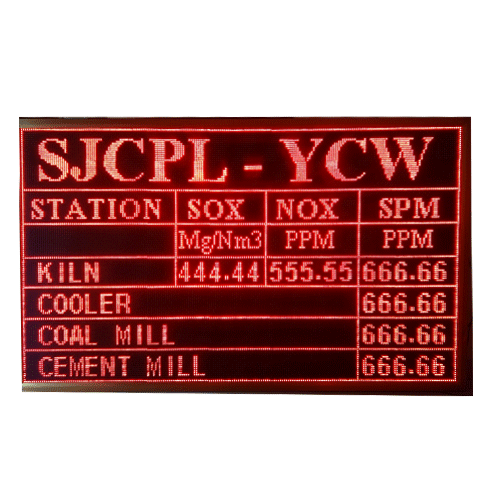 SJCPL - YCW
STATION SOX NOX SPM
Mg/Nm3 PPM PPM
KILN 444.44 555.55 666.66
COOLER 666.66
COAL MILL 666.66
CEMENT MILL 666.66